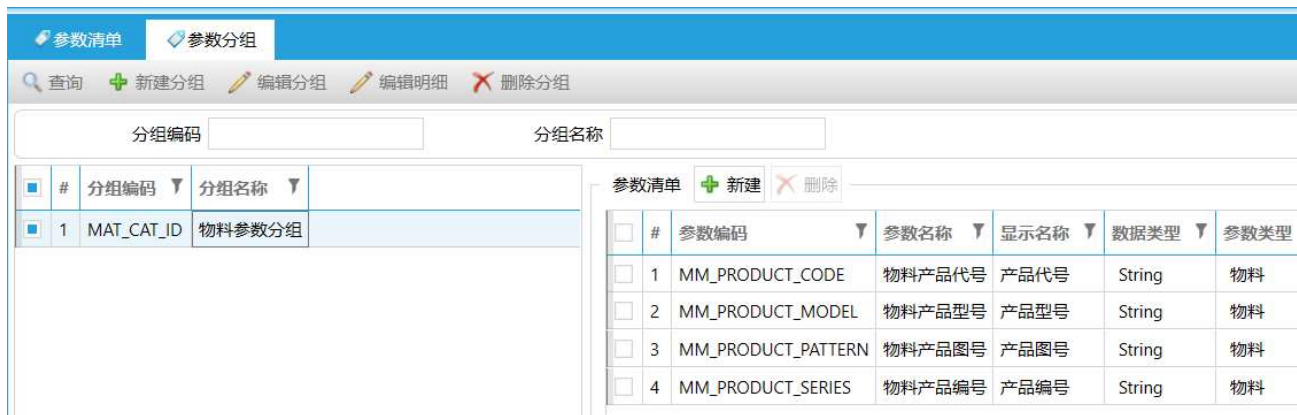 参数清单 参数分组
查询 新建分组 编辑分组 编辑明细 删除分组
分组编码 分组名称
# 分组编码 分组名称
1 MAT_CAT_ID 物料参数分组
参数清单 新建 删除
# 参数编码 参数名称 显示名称 数据类型 参数类型
1 MM_PRODUCT_CODE 物料产品代号 产品代号 String 物料
2 MM_PRODUCT_MODEL 物料产品型号 产品型号 String 物料
3 MM_PRODUCT_PATTERN 物料产品图号 产品图号 String 物料
4 MM_PRODUCT_SERIES 物料产品编号 产品编号 String 物料